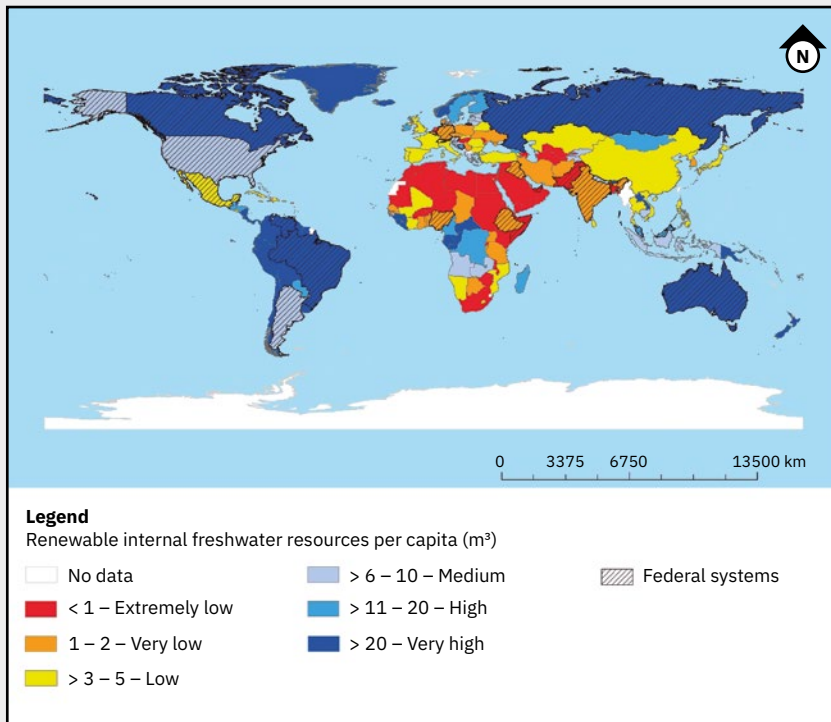 N
0 3375 6750 13500 km
Legend
Renewable internal freshwater resources per capita (m³)
No data
< 1 – Extremely low
1 – 2 – Very low
> 3 – 5 – Low
> 6 – 10 – Medium
> 11 – 20 – High
> 20 – Very high
Federal systems